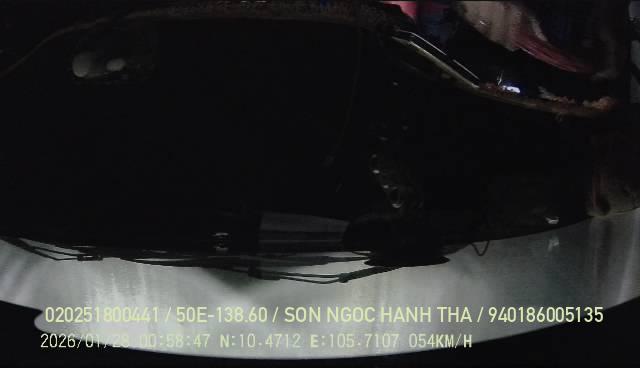 020251800441 / 50E-138.60 / SON NGOC HANH THA / 940186005135
2026/01/28 00:58:47 N:10.4712 E:105.7107 054KM/H